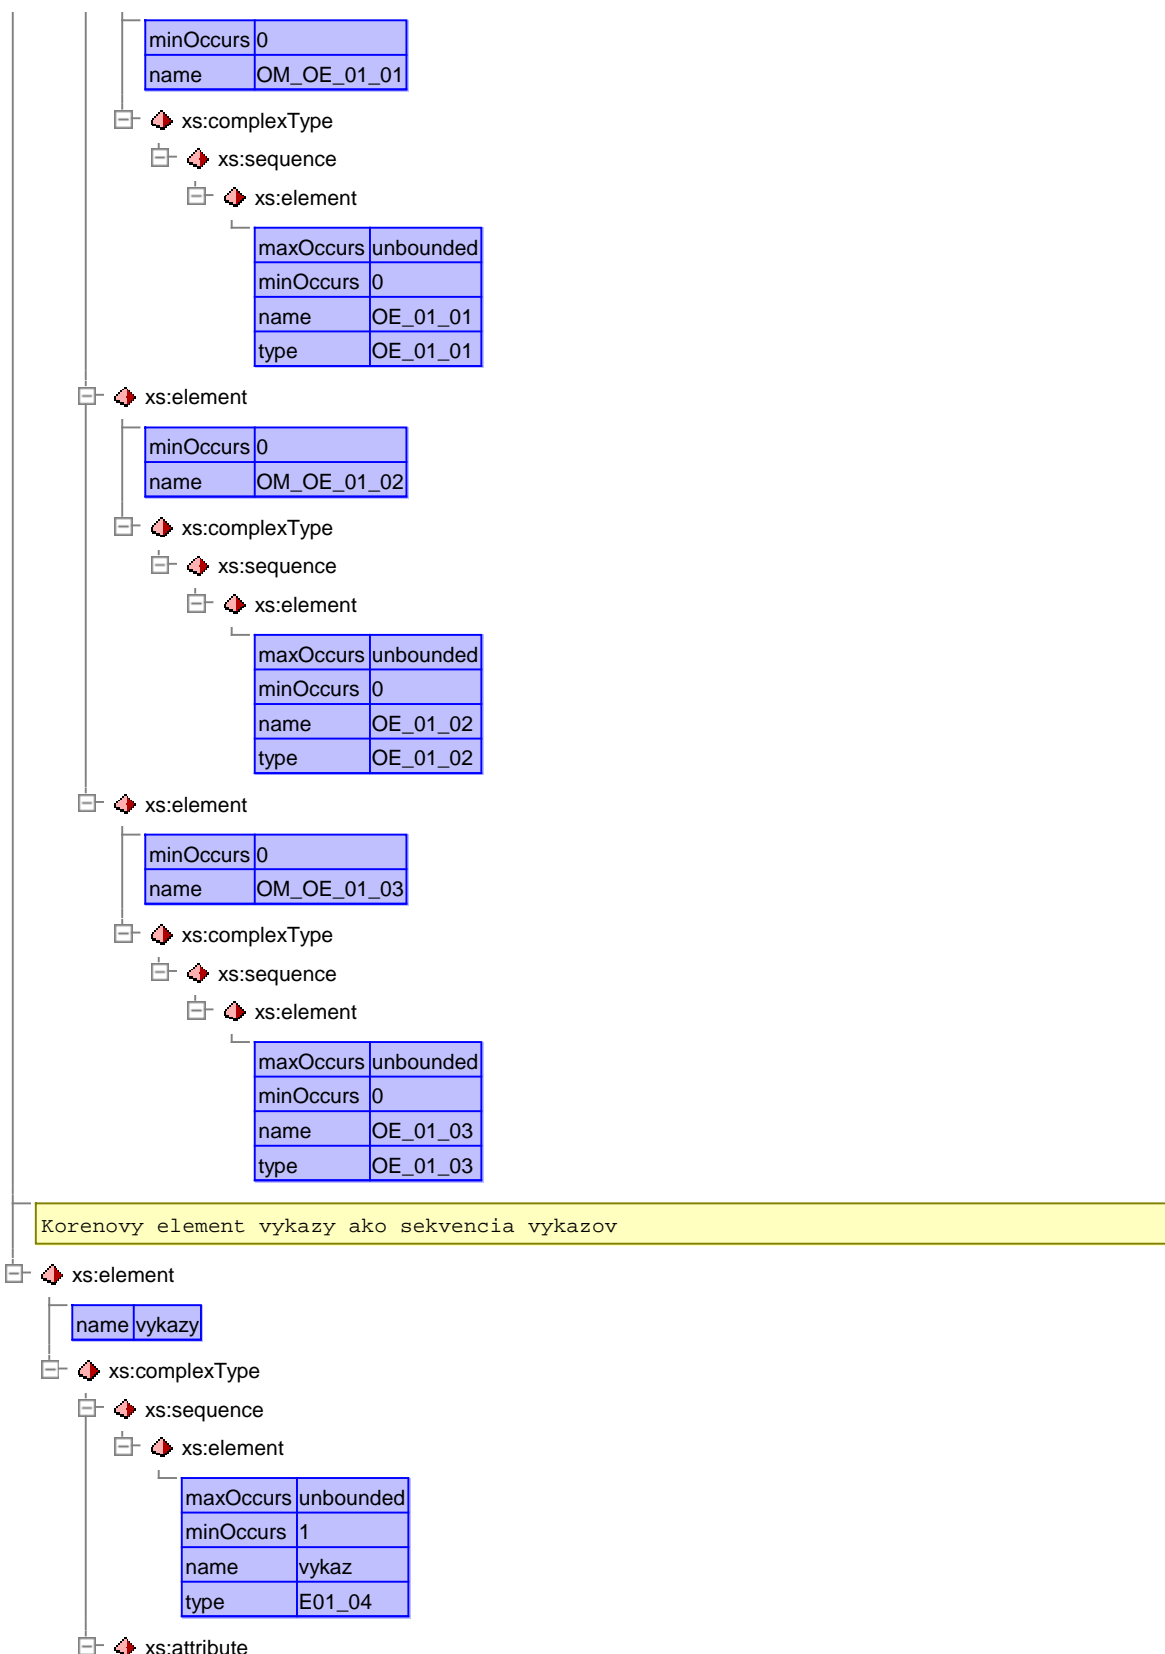 minOccurs 0
name OM_OE_01_01
xs:complexType
xs:sequence
xs:element
maxOccurs unbounded
minOccurs 0
name OE_01_01
type OE_01_01
xs:element
minOccurs 0
name OM_OE_01_02
xs:complexType
xs:sequence
xs:element
maxOccurs unbounded
minOccurs 0
name OE_01_02
type OE_01_02
xs:element
minOccurs 0
name OM_OE_01_03
xs:complexType
xs:sequence
xs:element
maxOccurs unbounded
minOccurs 0
name OE_01_03
type OE_01_03
Korenovy element vykazy ako sekvencia vykazov
xs:element
name vykazy
xs:complexType
xs:sequence
xs:element
maxOccurs unbounded
minOccurs 1
name vykaz
type E01_04
xs:attribute